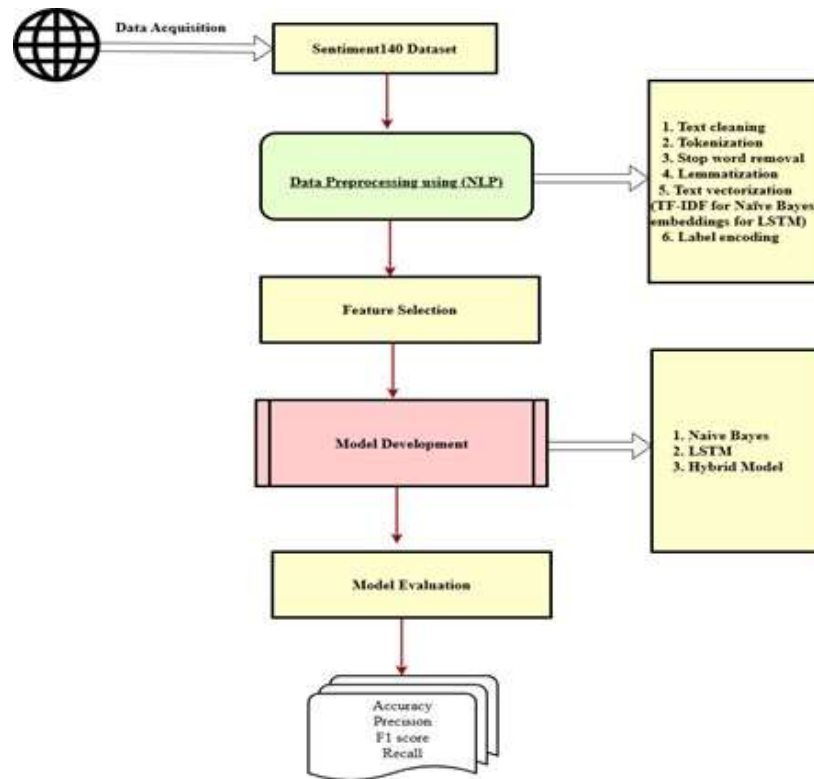 Data Acquisition
Sentiment140 Dataset
Data Preprocessing using (NLP)
1. Text cleaning
2. Tokenization
3. Stop word removal
4. Lemmatization
5. Text vectorization
(TF-IDF for Naïve Bayes
embeddings for LSTM)
6. Label encoding
Feature Selection
Model Development
1. Naive Bayes
2. LSTM
3. Hybrid Model
Model Evaluation
Accuracy
Precision
F1 score
Recall